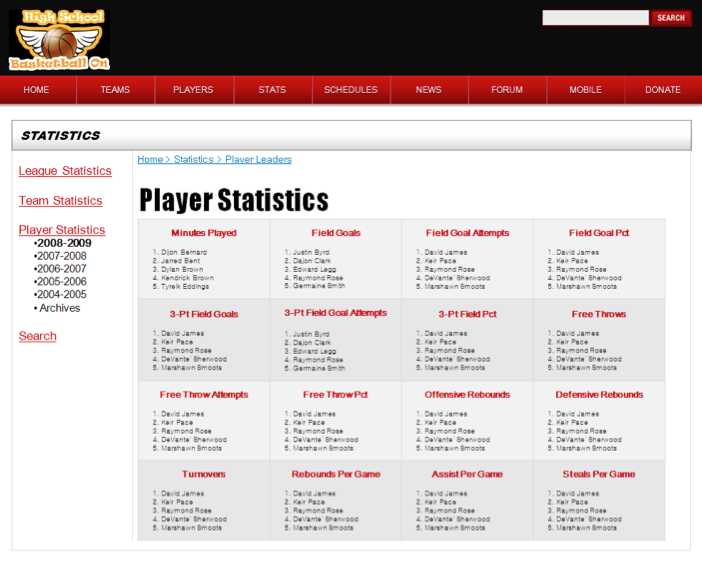 High School
Basketball On
SEARCH
HOME TEAMS PLAYERS STATS SCHEDULES NEWS FORUM MOBILE DONATE
STATISTICS
League Statistics
Team Statistics
Player Statistics
•2008-2009
•2007-2008
•2006-2007
•2005-2006
•2004-2005
• Archives
Search
Home > Statistics > Player Leaders
Player Statistics
Minutes Played
1. Dijon Bernard
2. Jarred Bent
3. Dylan Brown
4. Kendrick Brown
5. Tyreik Eddings
Field Goals
1. Justin Byrd
2. Dajon Clark
3. Edward Legg
4. Raymond Rose
5. Germaine Smith
Field Goal Attempts
1. David James
2. Keir Pace
3. Raymond Rose
4. DeVante' Sherwood
5. Marshawn Smoots
Field Goal Pct
1. David James
2. Keir Pace
3. Raymond Rose
4. DeVante' Sherwood
5. Marshawn Smoots
3-Pt Field Goals
1. David James
2. Keir Pace
3. Raymond Rose
4. DeVante' Sherwood
5. Marshawn Smoots
3-Pt Field Goal Attempts
1. Justin Byrd
2. Dajon Clark
3. Edward Legg
4. Raymond Rose
5. Germaine Smith
3-Pt Field Pct
1. David James
2. Keir Pace
3. Raymond Rose
4. DeVante' Sherwood
5. Marshawn Smoots
Free Throws
1. David James
2. Keir Pace
3. Raymond Rose
4. DeVante' Sherwood
5. Marshawn Smoots
Free Throw Attempts
1. David James
2. Keir Pace
3. Raymond Rose
4. DeVante' Sherwood
5. Marshawn Smoots
Free Throw Pct
1. David James
2. Keir Pace
3. Raymond Rose
4. DeVante' Sherwood
5. Marshawn Smoots
Offensive Rebounds
1. David James
2. Keir Pace
3. Raymond Rose
4. DeVante' Sherwood
5. Marshawn Smoots
Defensive Rebounds
1. David James
2. Keir Pace
3. Raymond Rose
4. DeVante' Sherwood
5. Marshawn Smoots
Turnovers
1. David James
2. Keir Pace
3. Raymond Rose
4. DeVante' Sherwood
5. Marshawn Smoots
Rebounds Per Game
1. David James
2. Keir Pace
3. Raymond Rose
4. DeVante' Sherwood
5. Marshawn Smoots
Assist Per Game
1. David James
2. Keir Pace
3. Raymond Rose
4. DeVante' Sherwood
5. Marshawn Smoots
Steals Per Game
1. David James
2. Keir Pace
3. Raymond Rose
4. DeVante' Sherwood
5. Marshawn Smoots